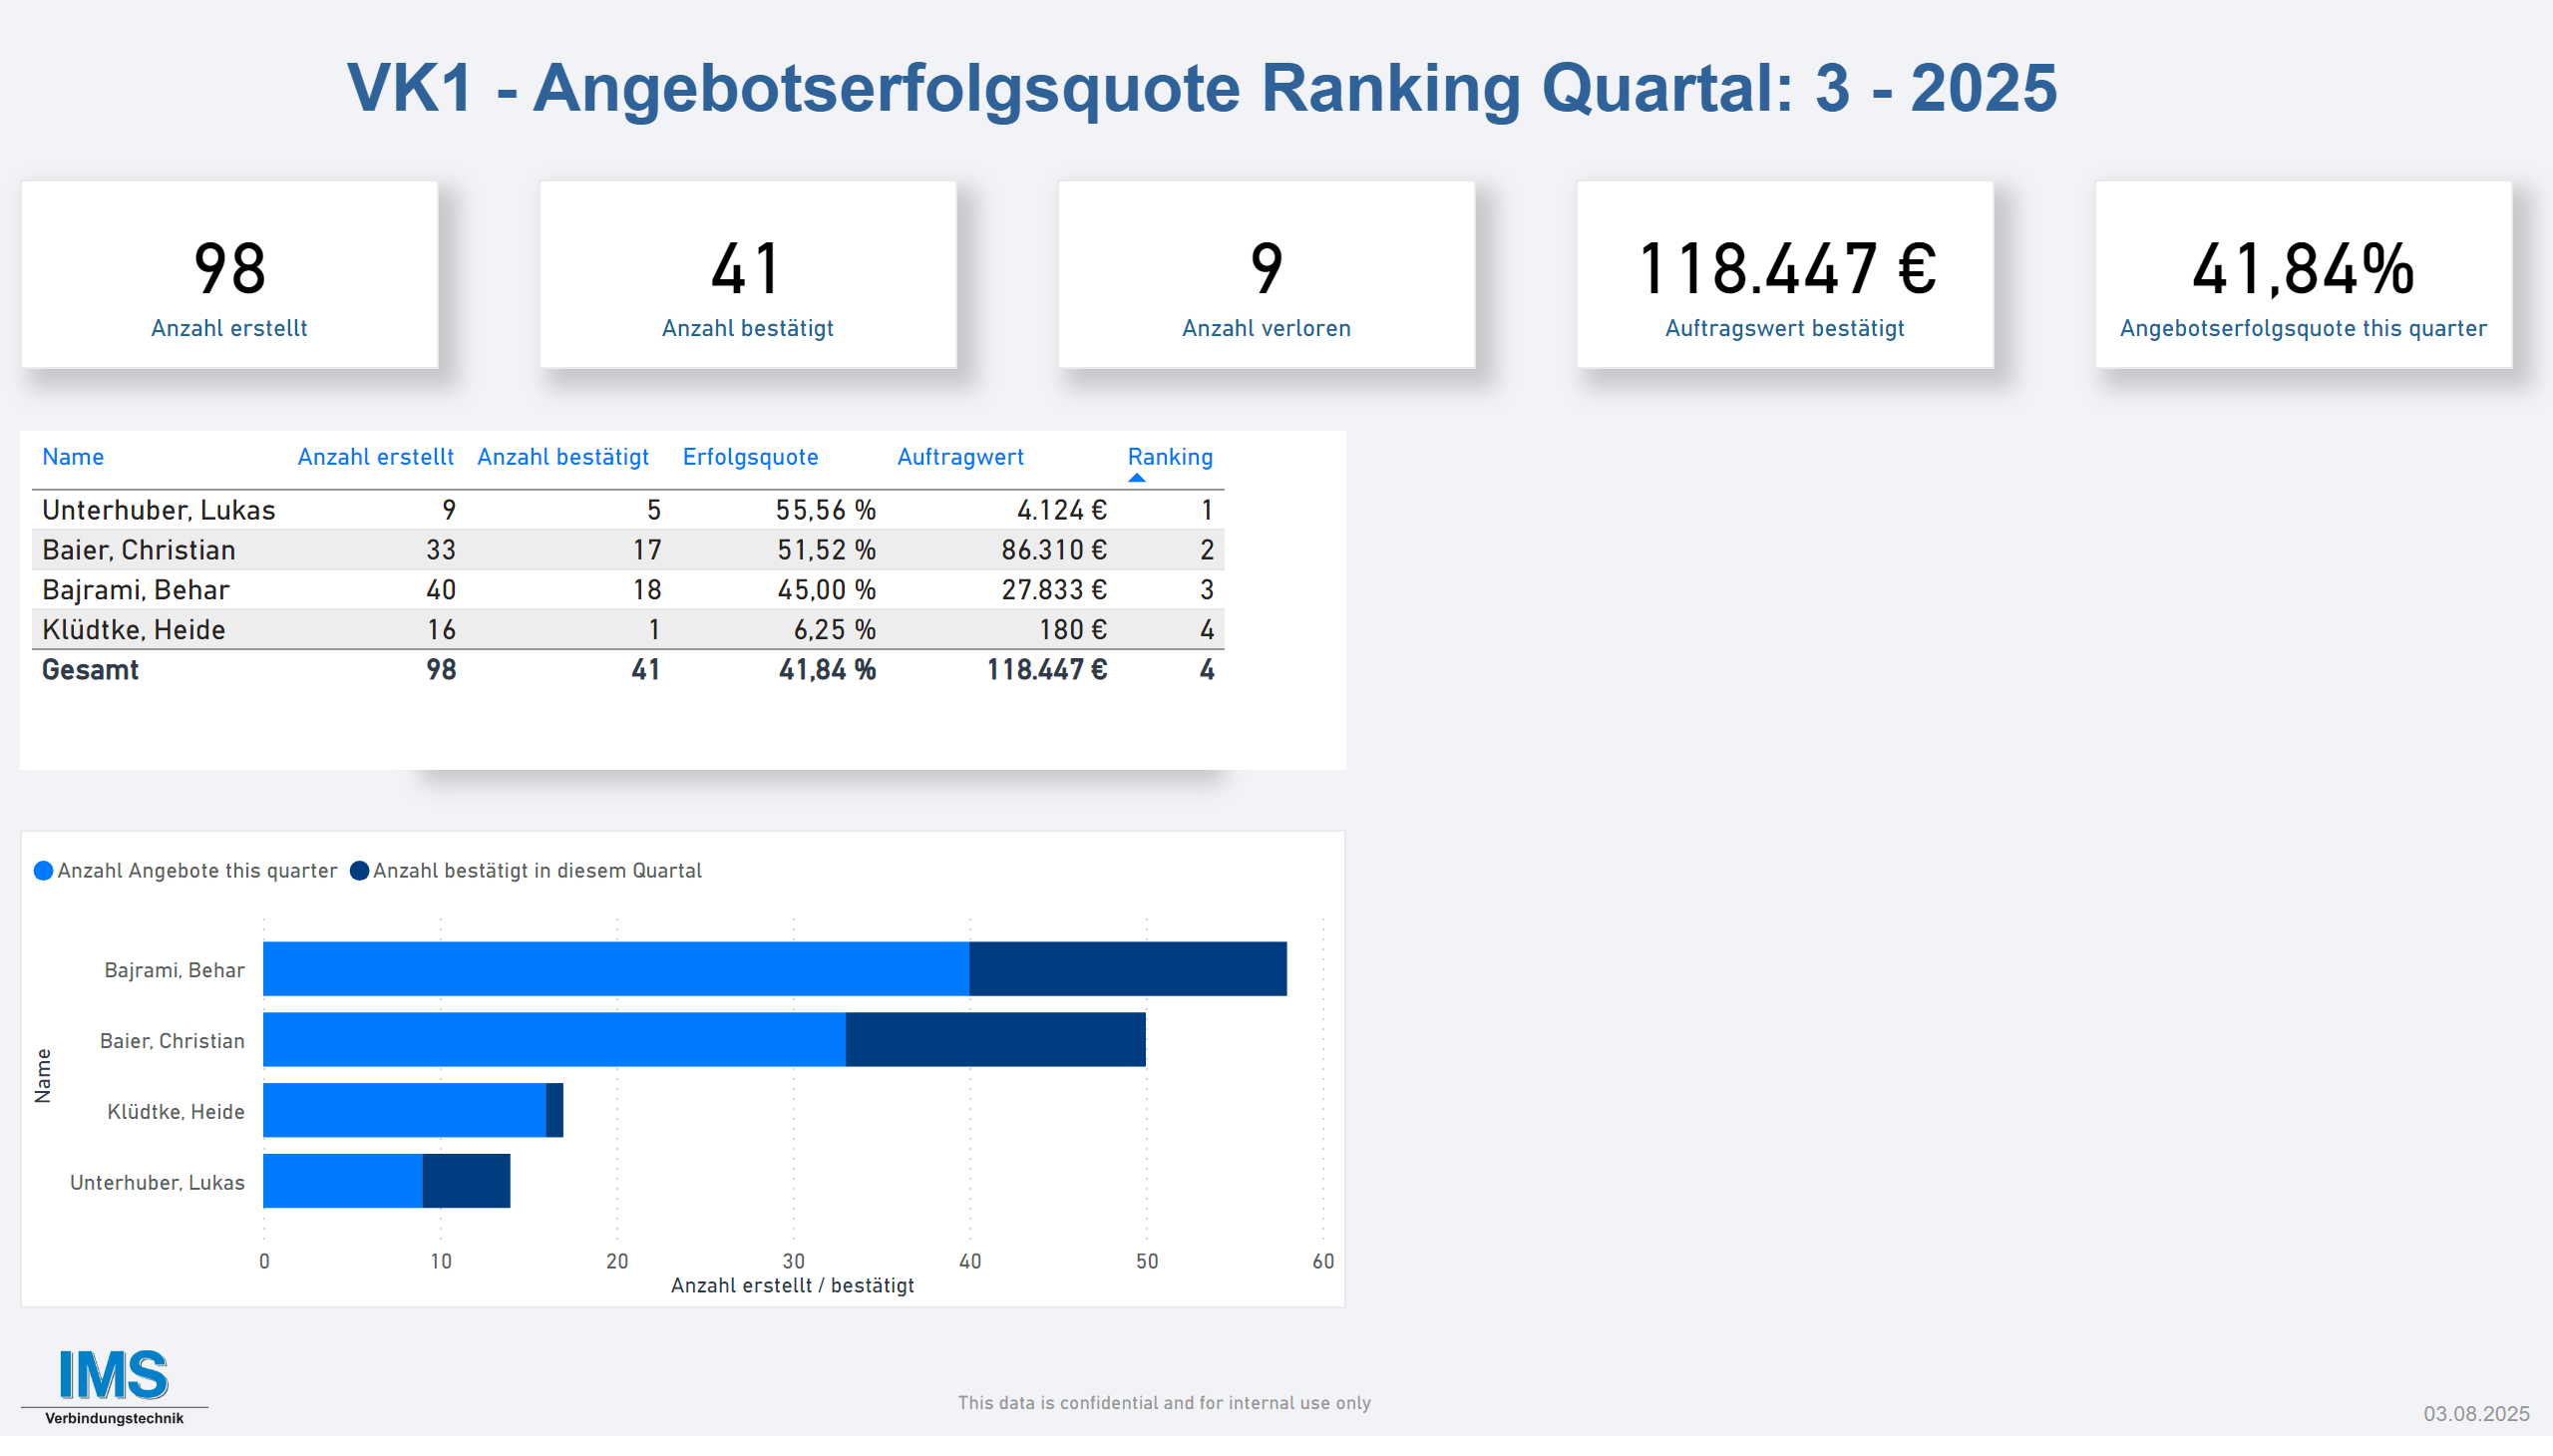 VK1 - Angebotserfolgsquote Ranking Quartal: 3 - 2025
98
Anzahl erstellt
41
Anzahl bestätigt
9
Anzahl verloren
118.447 €
Auftragswert bestätigt
41,84%
Angebotserfolgsquote this quarter
Name Anzahl erstellt Anzahl bestätigt Erfolgsquote Auftragwert Ranking
Unterhuber, Lukas 9 5 55,56 % 4.124 € 1
Baier, Christian 33 17 51,52 % 86.310 € 2
Bajrami, Behar 40 18 45,00 % 27.833 € 3
Klüdtke, Heide 16 1 6,25 % 180 € 4
Gesamt 98 41 41,84 % 118.447 € 4
Anzahl Angebote this quarter Anzahl bestätigt in diesem Quartal
Name
Bajrami, Behar
Baier, Christian
Klüdtke, Heide
Unterhuber, Lukas
0 10 20 30 40 50 60
Anzahl erstellt / bestätigt
IMS
Verbindungstechnik
This data is confidential and for internal use only
03.08.2025